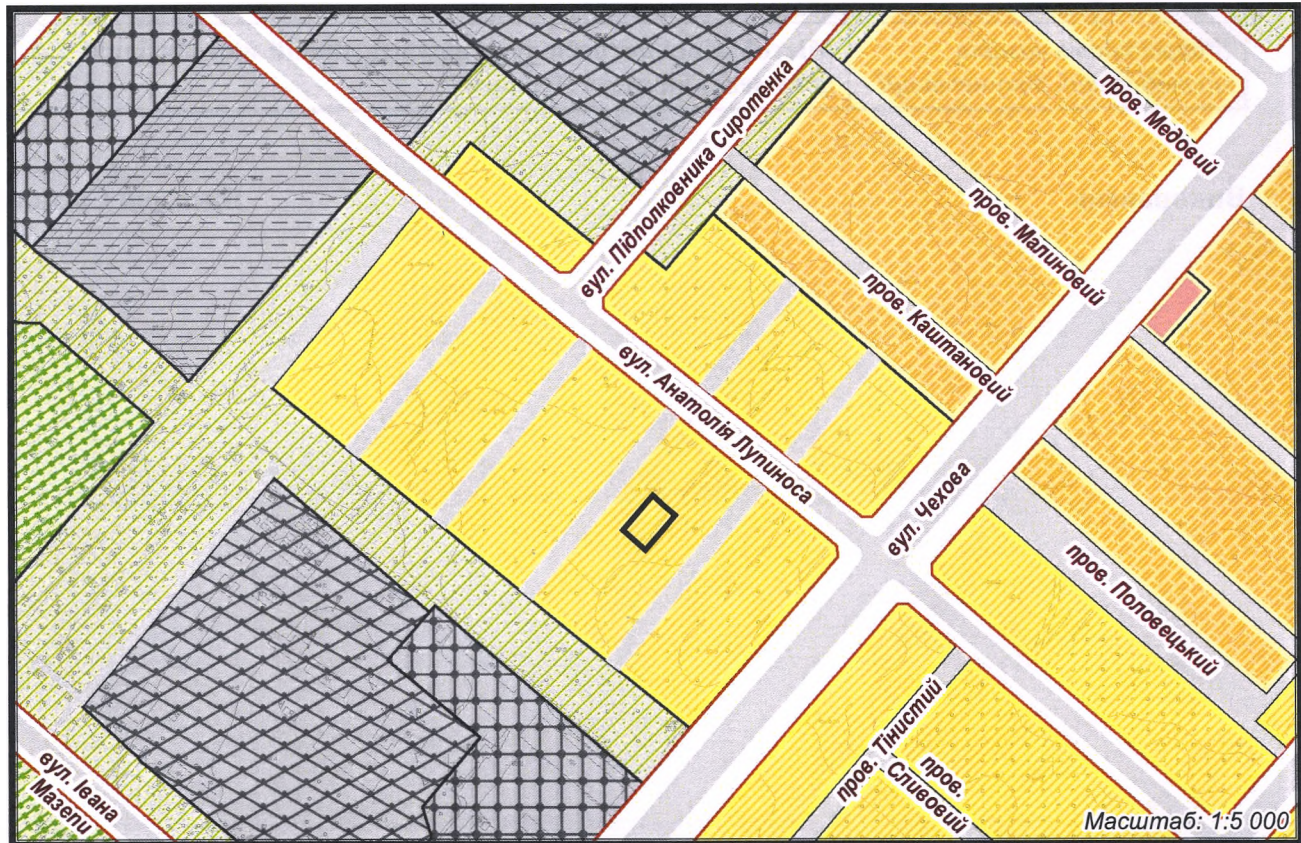 вул. Підполковника Сиротенка
пров. Медовий
пров. Малиновий
пров. Каштановий
вул. Анатолія Лупиноса
вул. Чехова
пров. Половецький
пров. Тінистий
пров.
Сливовий
вул. Івана
Мазепи
Масштаб: 1:5 000